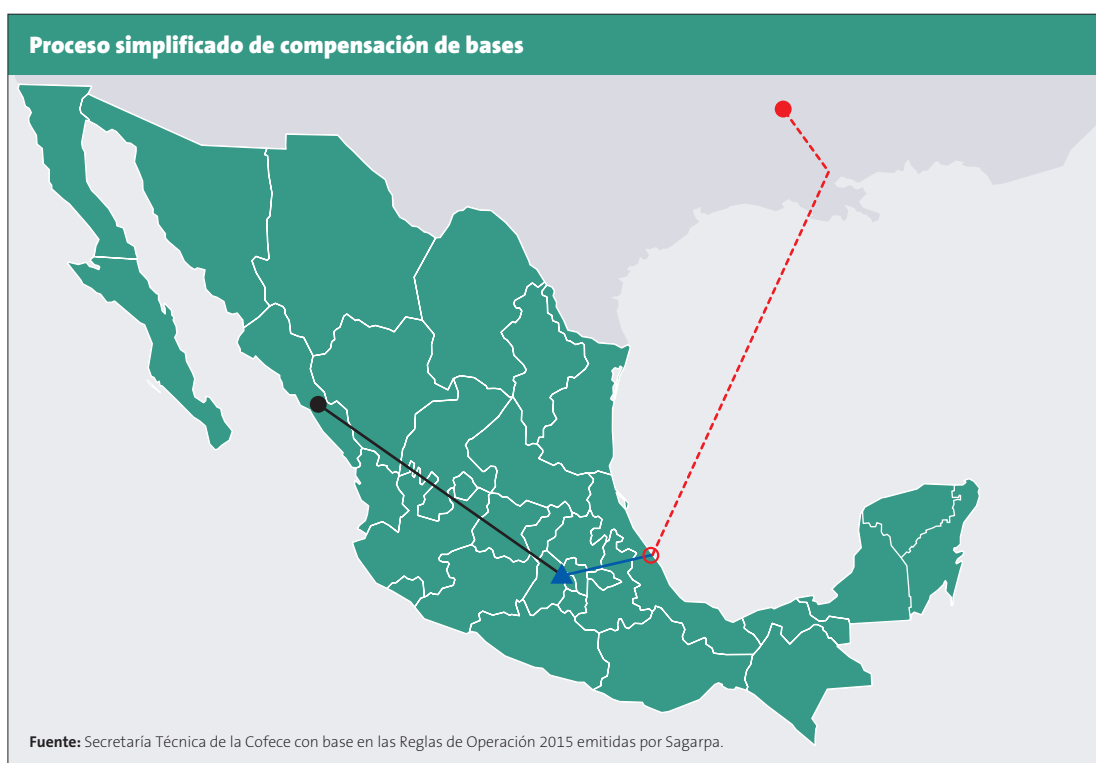 Proceso simplificado de compensación de bases
Fuente: Secretaría Técnica de la Cofece con base en las Reglas de Operación 2015 emitidas por Sagarpa.